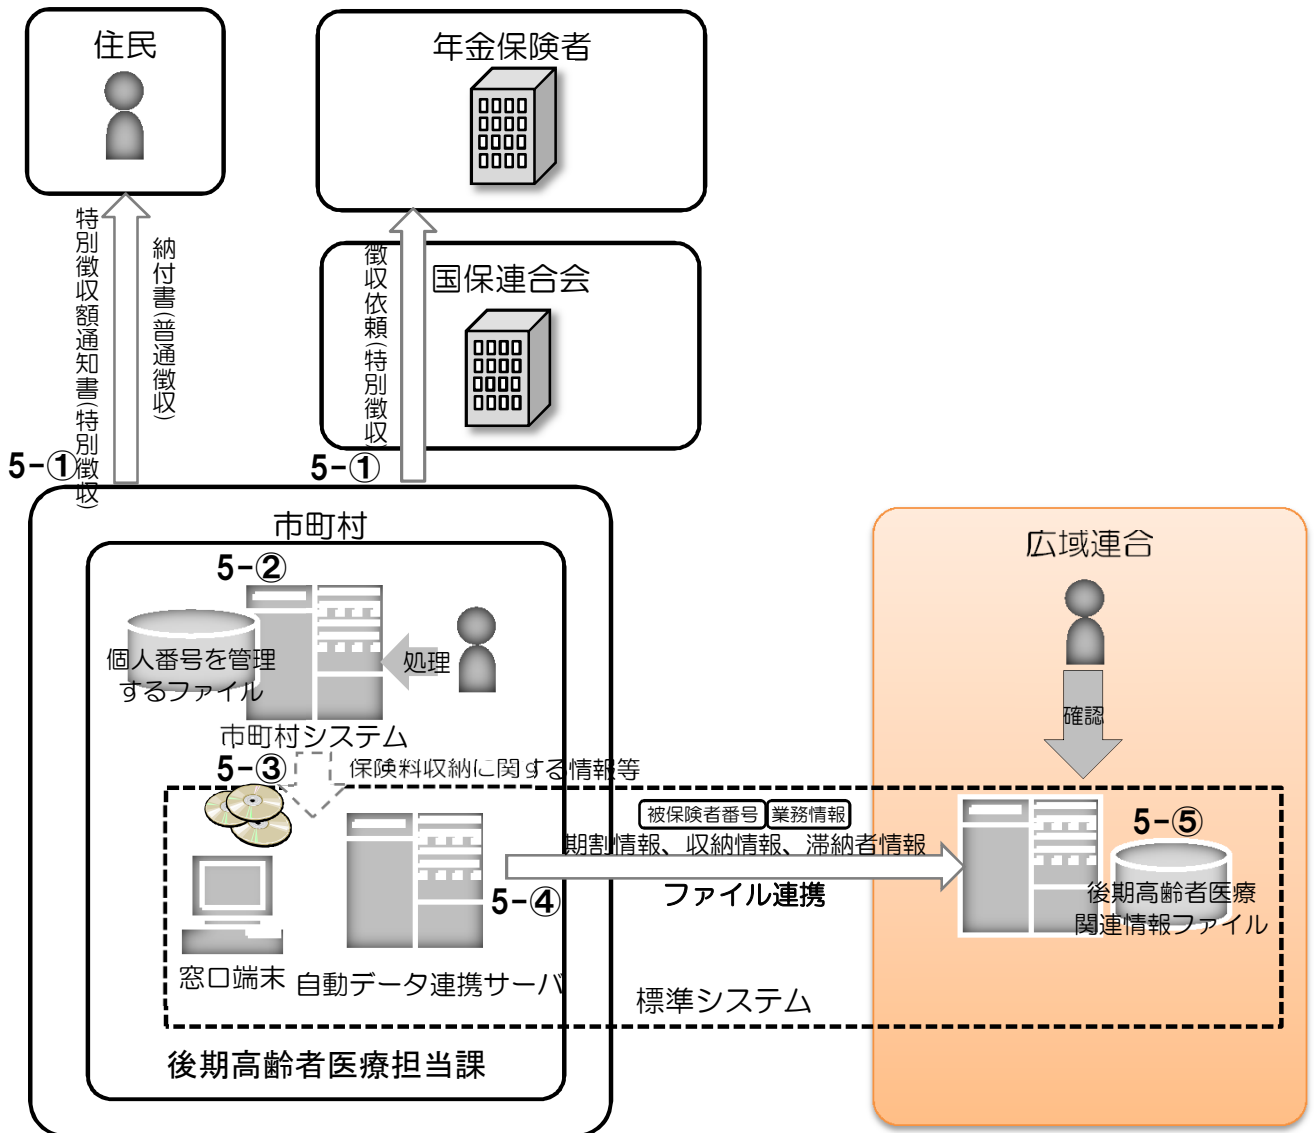 住民
年金保険者
特別徴収額通知書(特別徴収)
納付書(普通徴収)
徴収依頼(特別徴収)
国保連合会
5-①
5-①
市町村
5-②
個人番号を管理
するファイル
処理
市町村システム
5-③
保険料収納に関する情報等
広域連合
確認
被保険者番号 業務情報
期割情報、収納情報、滞納者情報
5-④
ファイル連携
5-⑤
後期高齢者医療
関連情報ファイル
窓口端末
自動データ連携サーバ
標準システム
後期高齢者医療担当課